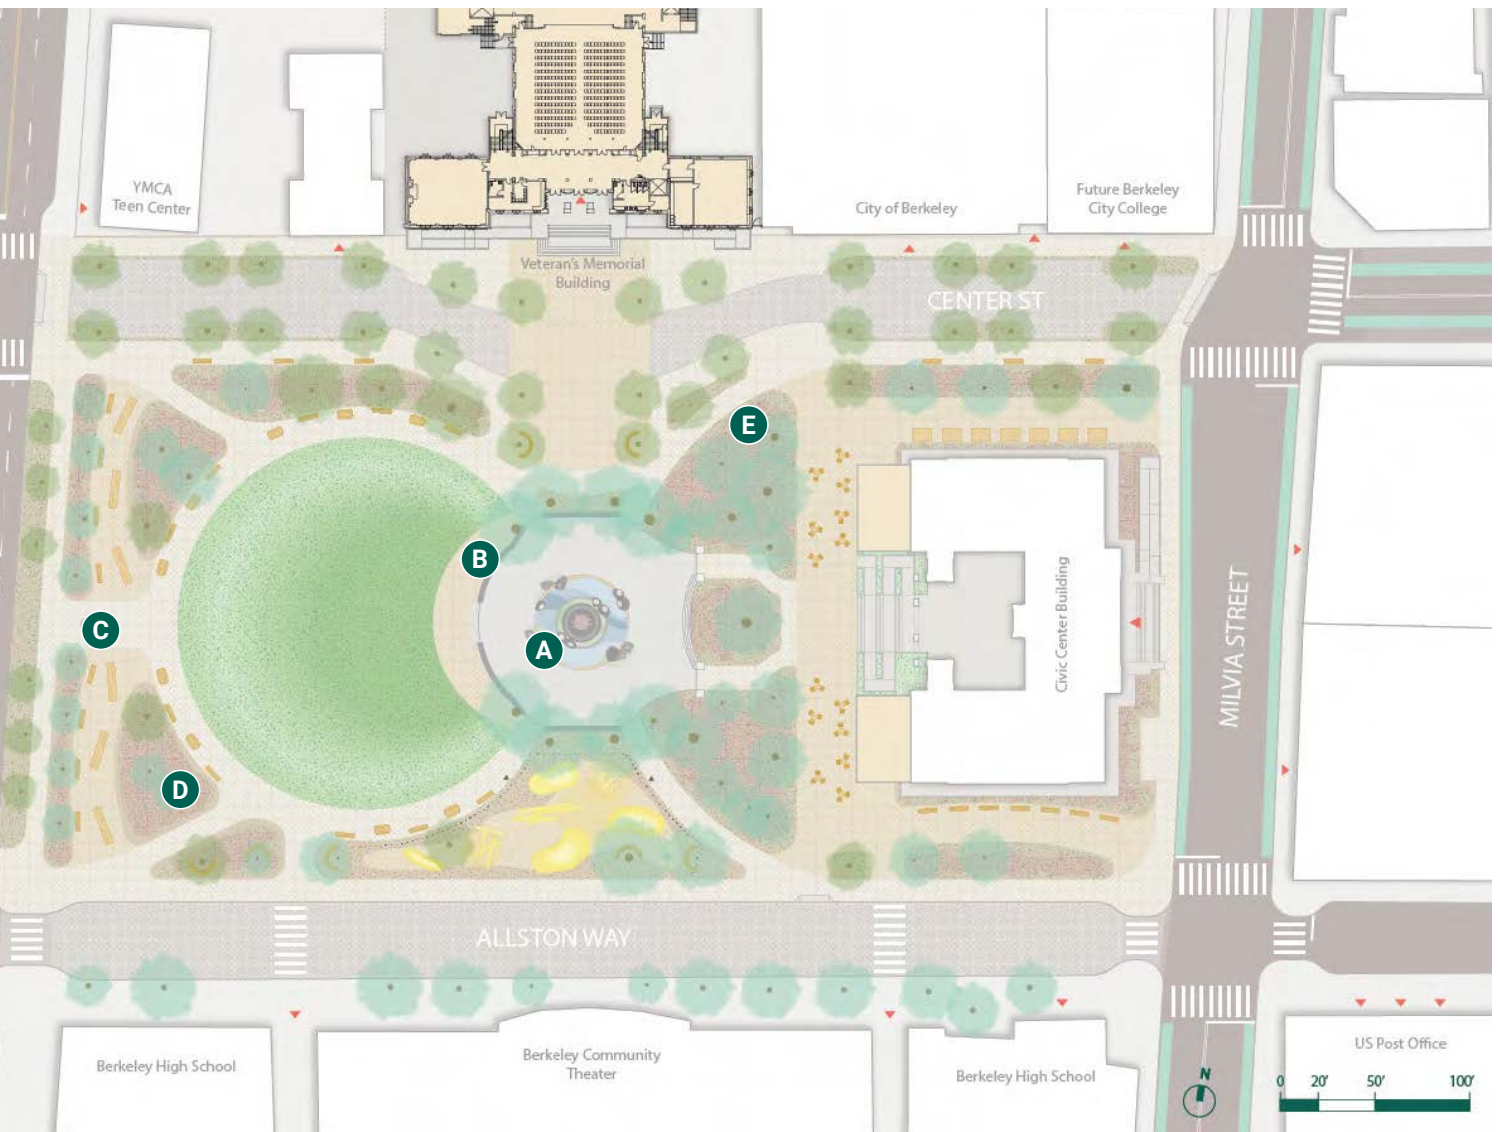 YMCA
Teen Center
City of Berkeley
Future Berkeley
City College
Veteran's Memorial
Building
CENTER ST
E
B
C
A
D
Civic Center Building
MILVIA STREET
ALLSTON WAY
Berkeley High School
Berkeley Community
Theater
Berkeley High School
US Post Office
N
0 20' 50' 100'